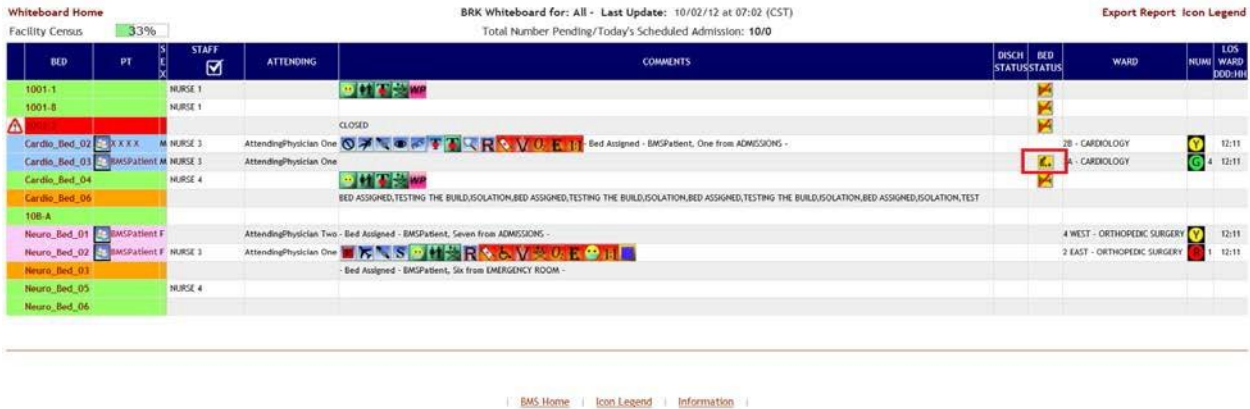 Whiteboard Home BRK Whiteboard for: All - Last Update: 10/02/12 at 07:02 (CST) Export Report Icon Legend
Facility Census 33% Total Number Pending/Today's Scheduled Admission: 10/0
BED PT SEX STAFF ATTENDING COMMENTS DISCH STATUS BED STATUS WARD NUMI LOS WARD DDD:HH
1001-1 NURSE 1 WP
1001-8 NURSE 1
CLOSED
Cardio_Bed_02 X X X X M NURSE 3 AttendingPhysician One R V O E - Bed Assigned - BMSPatient, One from ADMISSIONS - 2B - CARDIOLOGY Y 12:11
Cardio_Bed_03 BMSPatient M NURSE 3 AttendingPhysician One A - CARDIOLOGY G 4 12:11
Cardio_Bed_04 NURSE 4 WP
Cardio_Bed_06 BED ASSIGNED,TESTING THE BUILD,ISOLATION,BED ASSIGNED,TESTING THE BUILD,ISOLATION,BED ASSIGNED,TESTING THE BUILD,ISOLATION,BED ASSIGNED,ISOLATION,TEST
10B-A
Neuro_Bed_01 BMSPatient F AttendingPhysician Two - Bed Assigned - BMSPatient, Seven from ADMISSIONS - 4 WEST - ORTHOPEDIC SURGERY Y 12:11
Neuro_Bed_02 BMSPatient F NURSE 3 AttendingPhysician One S R V O E 2 EAST - ORTHOPEDIC SURGERY R 1 12:11
Neuro_Bed_03 - Bed Assigned - BMSPatient, Six from EMERGENCY ROOM -
Neuro_Bed_05 NURSE 4
Neuro_Bed_06
| BMS Home | Icon Legend | Information |